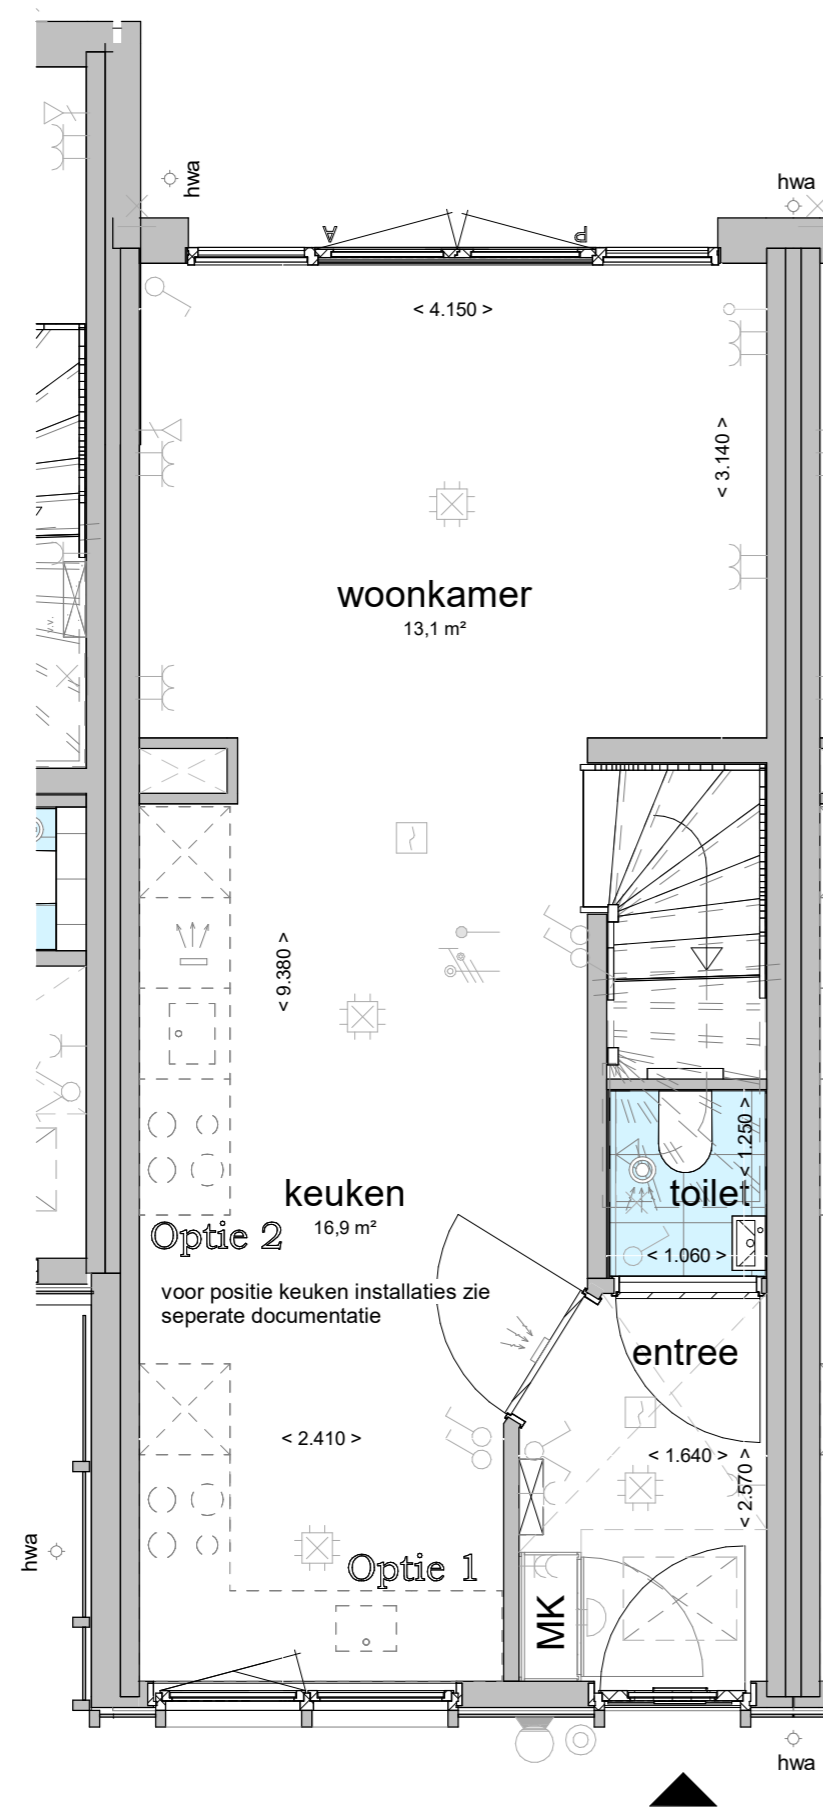 hwa
hwa
A
P
< 4.150 >
< 3.140 >
woonkamer
13,1 m²
< 9.380 >
< 1.250 >
keuken
16,9 m²
toilet
Optie 2
< 1.060 >
voor positie keuken installaties zie
seperate documentatie
entree
< 2.410 >
< 1.640 >
< 2.570 >
hwa
Optie 1
MK
hwa